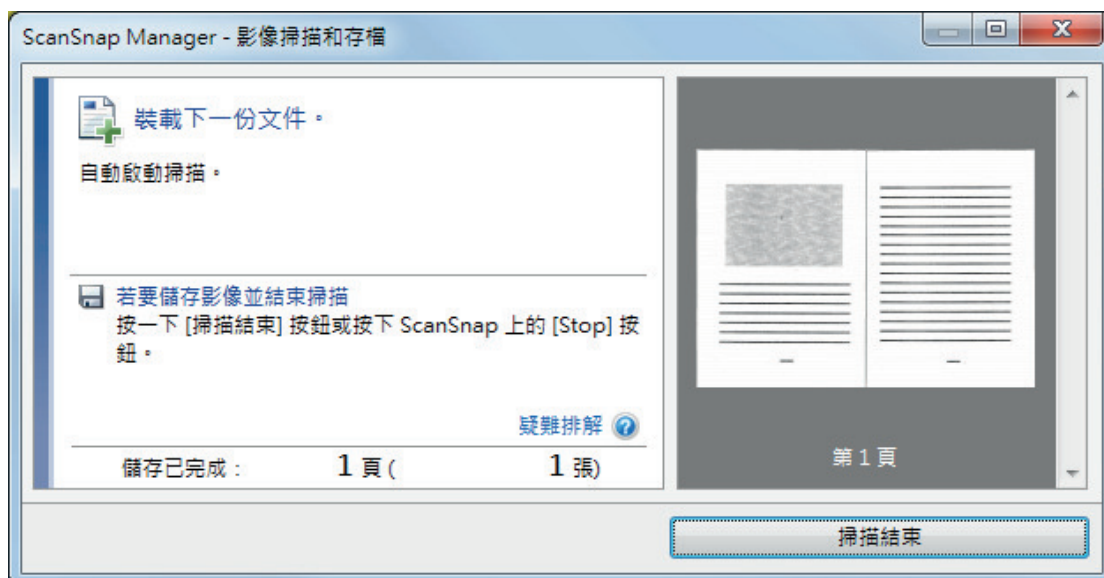 ScanSnap Manager - 影像掃描和存檔
裝載下一份文件。
自動啟動掃描。
若要儲存影像並結束掃描
按一下 [掃描結束] 按鈕或按下 ScanSnap 上的 [Stop] 按
鈕。
疑難排解
儲存已完成： 1 頁 ( 1 張)
第 1 頁
掃描結束